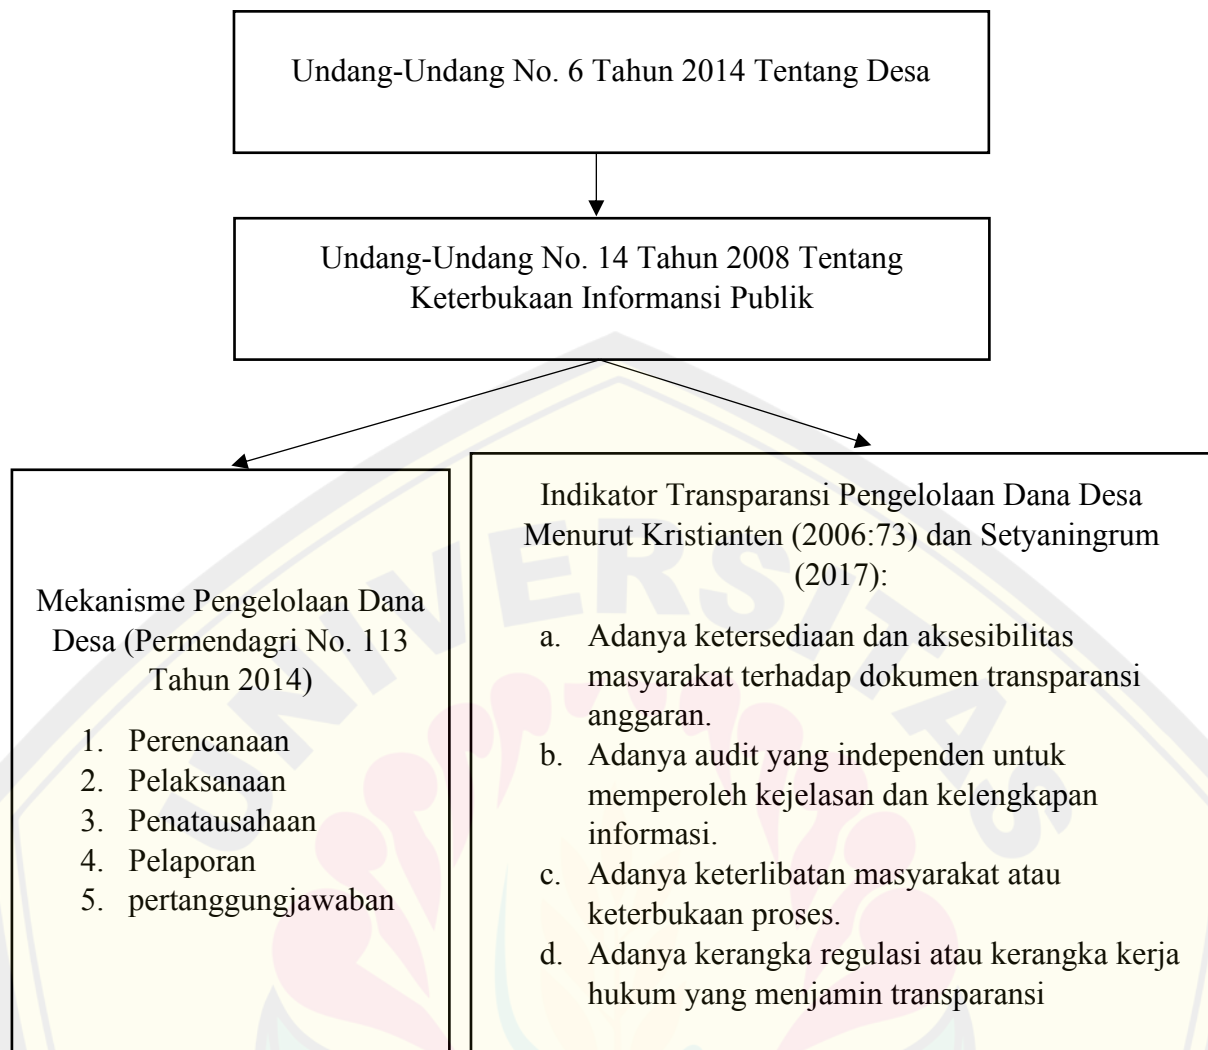 Undang-Undang No. 6 Tahun 2014 Tentang Desa
Undang-Undang No. 14 Tahun 2008 Tentang
Keterbukaan Informansi Publik
Mekanisme Pengelolaan Dana
Desa (Permendagri No. 113
Tahun 2014)
1. Perencanaan
2. Pelaksanaan
3. Penatausahaan
4. Pelaporan
5. pertanggungjawaban
Indikator Transparansi Pengelolaan Dana Desa
Menurut Kristianten (2006:73) dan Setyaningrum
(2017):
a. Adanya ketersediaan dan aksesibilitas
masyarakat terhadap dokumen transparansi
anggaran.
b. Adanya audit yang independen untuk
memperoleh kejelasan dan kelengkapan
informasi.
c. Adanya keterlibatan masyarakat atau
keterbukaan proses.
d. Adanya kerangka regulasi atau kerangka kerja
hukum yang menjamin transparansi
UNIVERSITAS